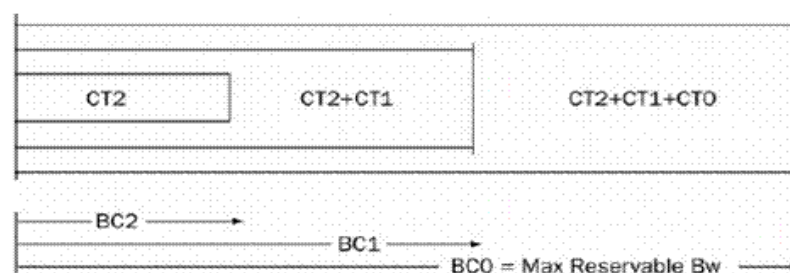 CT2 CT2+CT1 CT2+CT1+CT0
BC2
BC1
BC0 = Max Reservable Bw